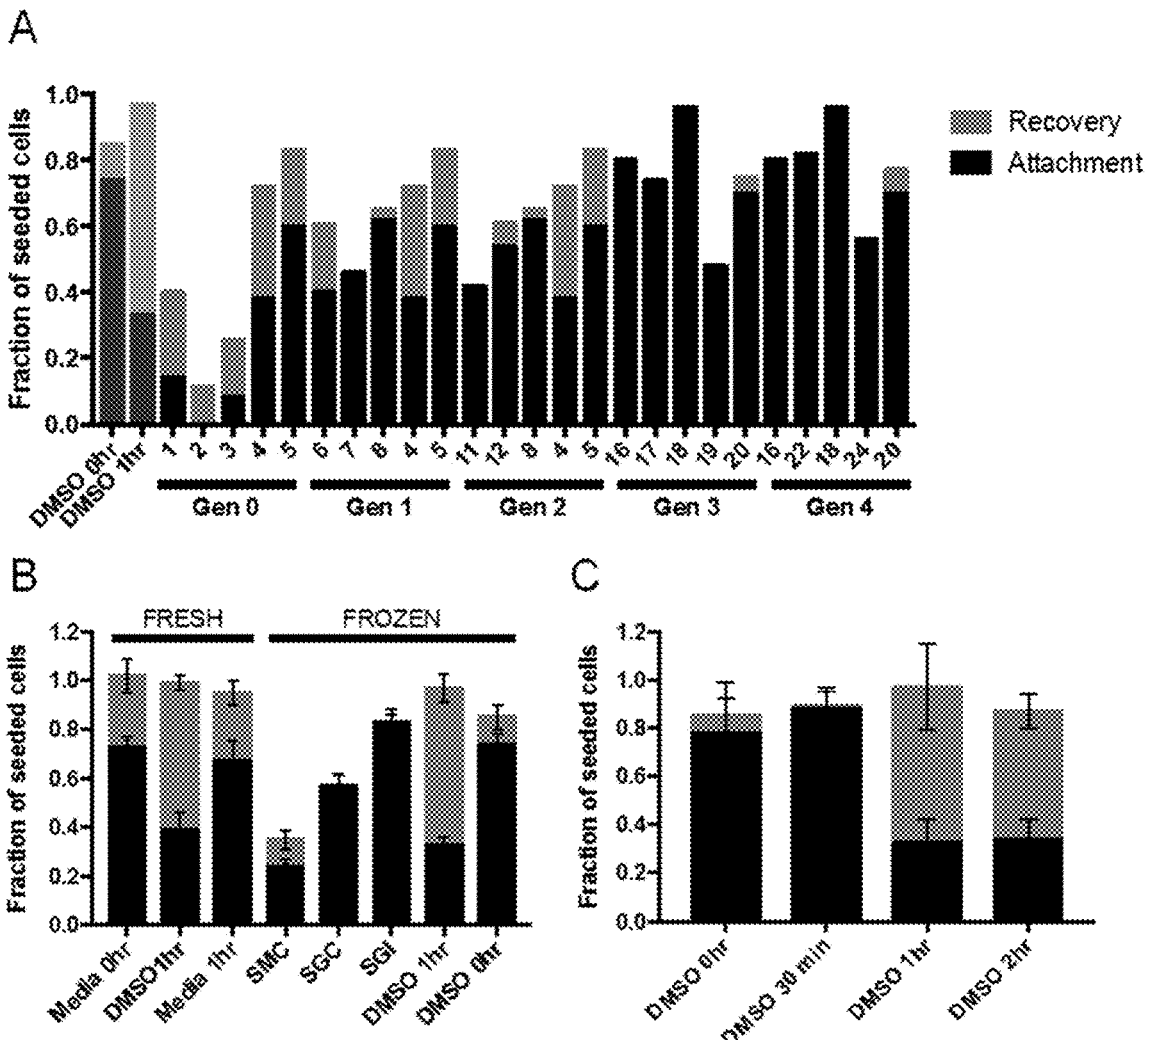 A
Fraction of seeded cells
1.0
0.8
0.6
0.4
0.2
0.0
DMSO 0hr
DMSO 1hr
1 2 3 4 5 6 7 8 4 5 11 12 8 4 5 16 17 18 19 20 16 22 18 24 20
Gen 0 Gen 1 Gen 2 Gen 3 Gen 4
Recovery
Attachment
B
FRESH FROZEN
Fraction of seeded cells
1.2
1.0
0.8
0.6
0.4
0.2
0.0
Media 0hr
DMSO1hr
Media 1hr
SMC
SGC
SGI
DMSO 1hr
DMSO 0hr
C
Fraction of seeded cells
1.2
1.0
0.8
0.6
0.4
0.2
0.0
DMSO 0hr
DMSO 30 min
DMSO 1hr
DMSO 2hr